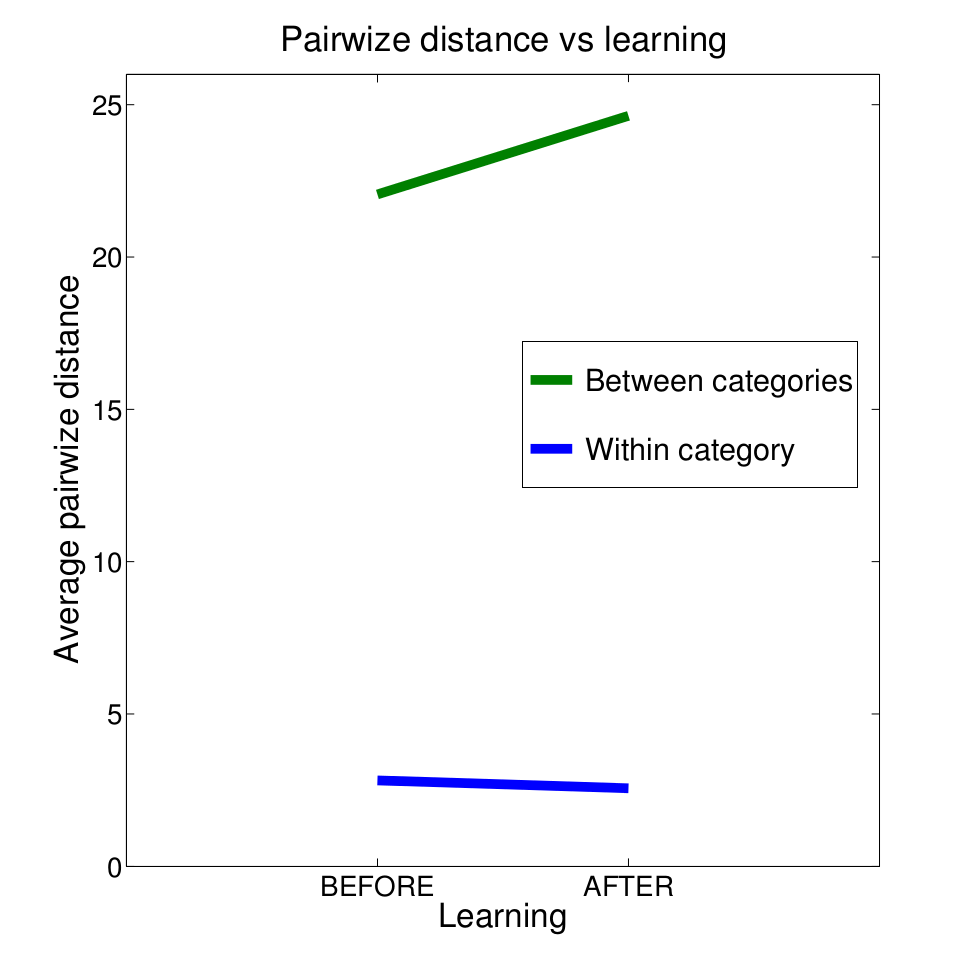 Pairwize distance vs learning
25
20
15
10
5
0
Average pairwize distance
Between categories
Within category
BEFORE AFTER
Learning